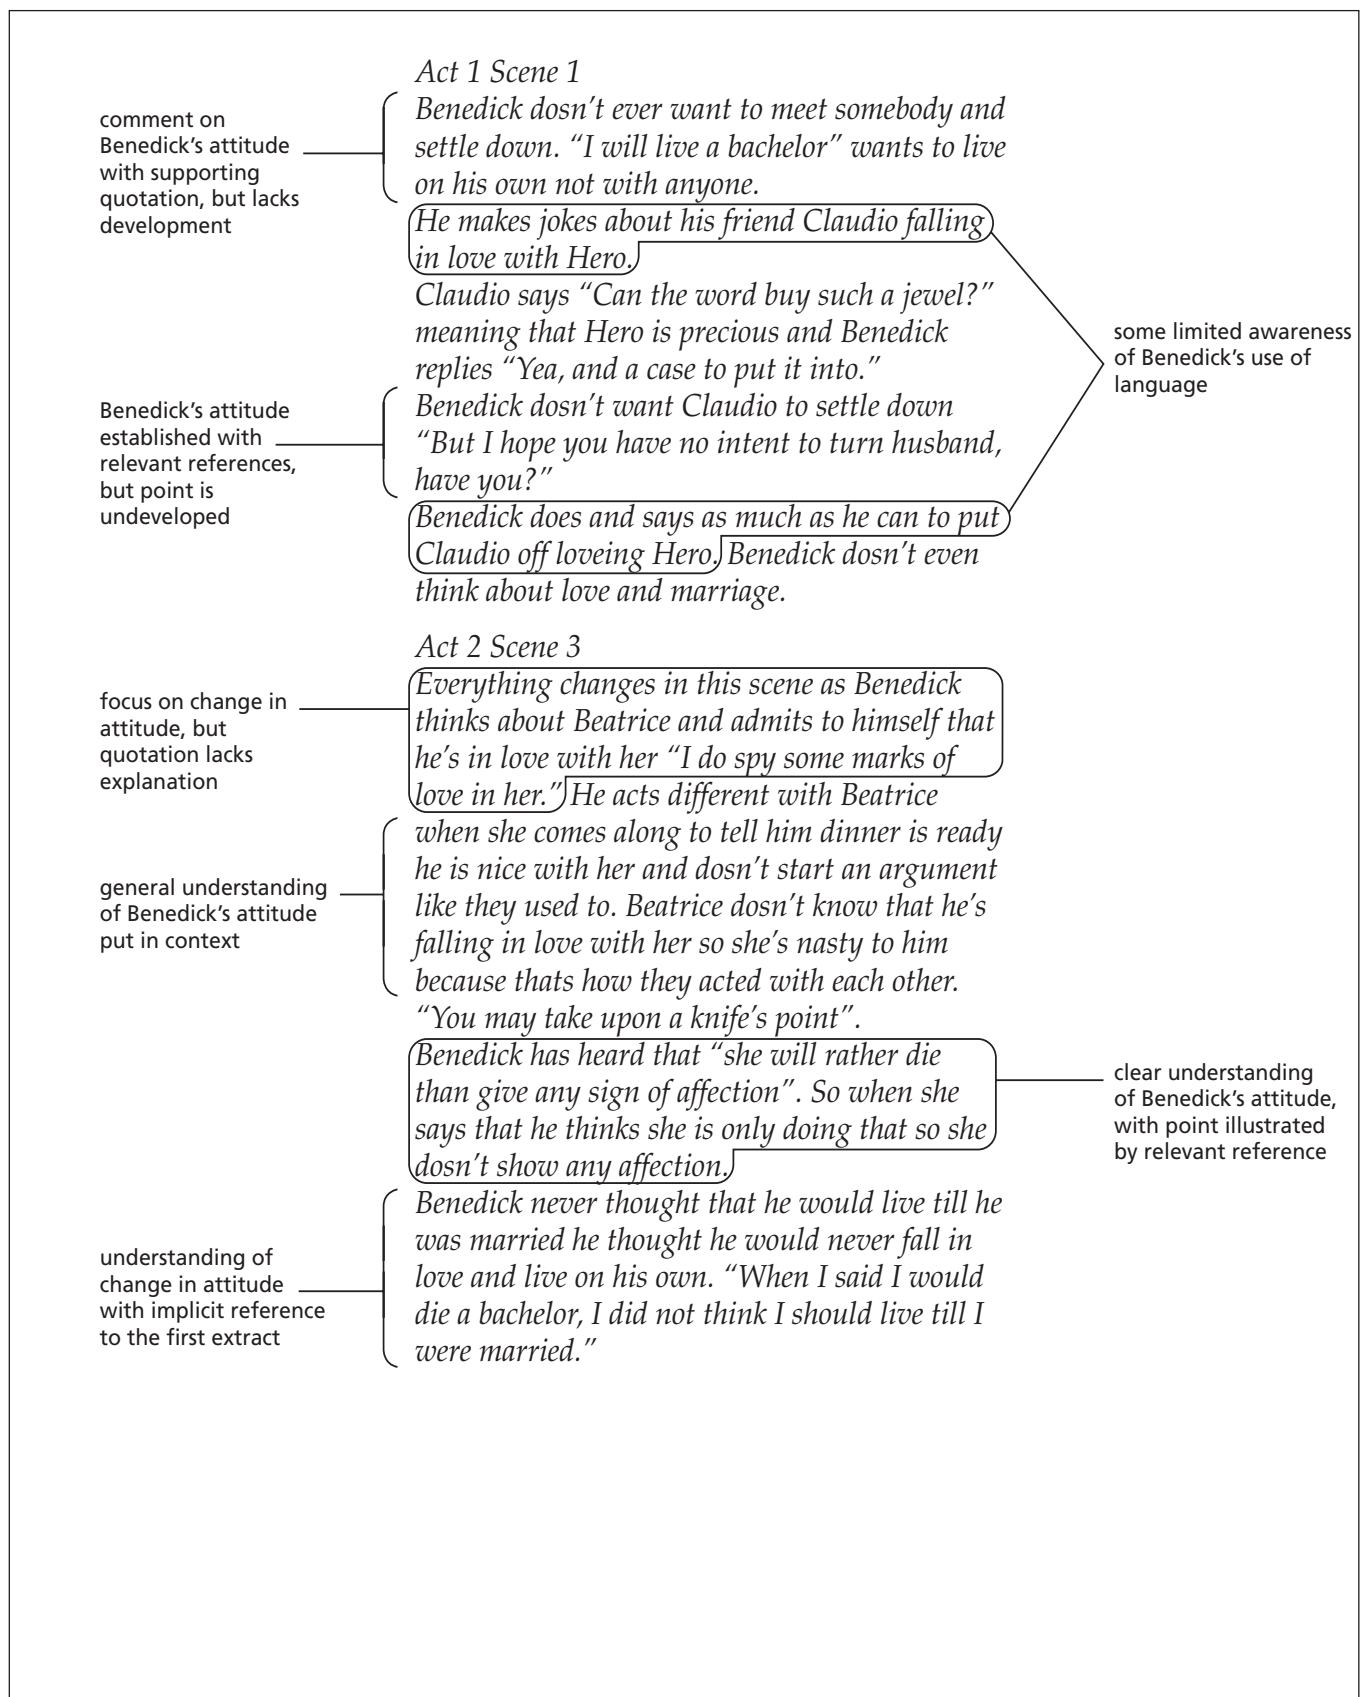 Act 1 Scene 1
comment on
Benedick's attitude
with supporting
quotation, but lacks
development
Benedick dosn't ever want to meet somebody and
settle down. “I will live a bachelor” wants to live
on his own not with anyone.
He makes jokes about his friend Claudio falling
in love with Hero.
Claudio says “Can the word buy such a jewel?”
meaning that Hero is precious and Benedick
replies “Yea, and a case to put it into.”
some limited awareness
of Benedick's use of
language
Benedick's attitude
established with
relevant references,
but point is
undeveloped
Benedick dosn't want Claudio to settle down
“But I hope you have no intent to turn husband,
have you?”
Benedick does and says as much as he can to put
Claudio off loveing Hero. Benedick dosn't even
think about love and marriage.
Act 2 Scene 3
focus on change in
attitude, but
quotation lacks
explanation
Everything changes in this scene as Benedick
thinks about Beatrice and admits to himself that
he's in love with her “I do spy some marks of
love in her.” He acts different with Beatrice
general understanding
of Benedick's attitude
put in context
when she comes along to tell him dinner is ready
he is nice with her and dosn't start an argument
like they used to. Beatrice dosn't know that he's
falling in love with her so she's nasty to him
because thats how they acted with each other.
“You may take upon a knife's point”.
Benedick has heard that “she will rather die
than give any sign of affection”. So when she
says that he thinks she is only doing that so she
dosn't show any affection.
clear understanding
of Benedick's attitude,
with point illustrated
by relevant reference
understanding of
change in attitude
with implicit reference
to the first extract
Benedick never thought that he would live till he
was married he thought he would never fall in
love and live on his own. “When I said I would
die a bachelor, I did not think I should live till I
were married.”